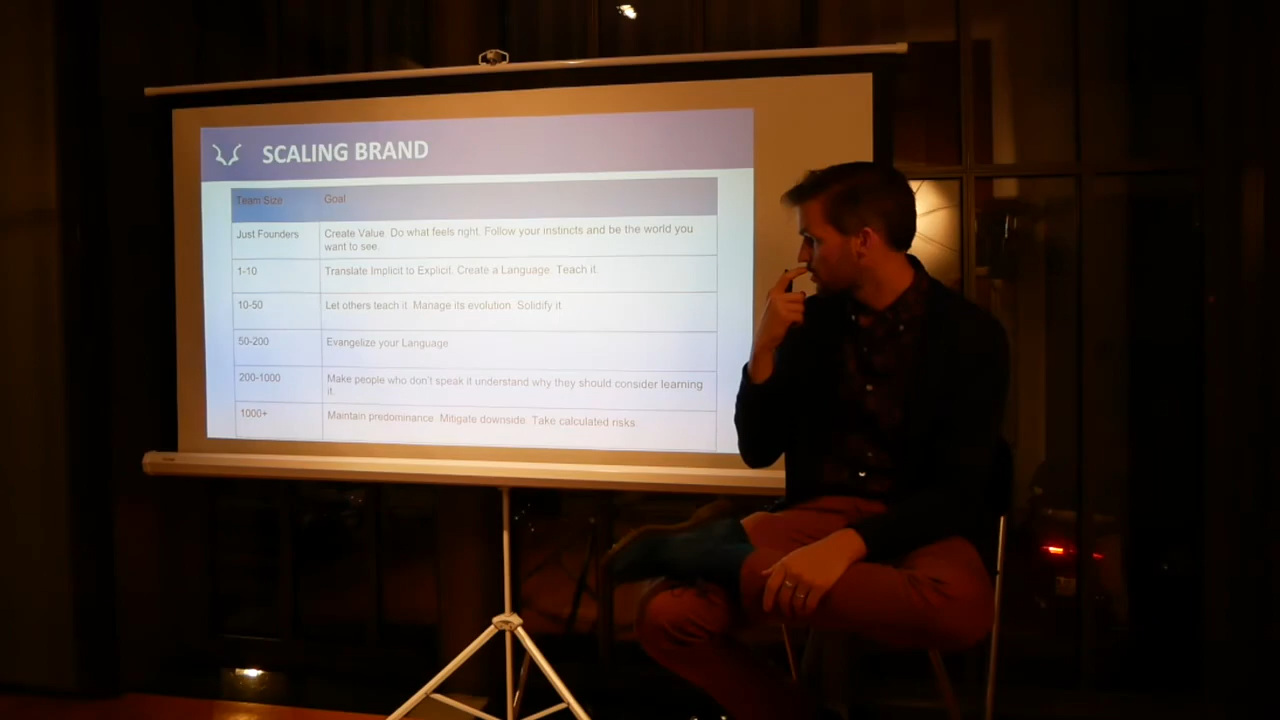 SCALING BRAND
Team Size Goal
Just Founders Create Value. Do what feels right. Follow your instincts and be the world you
want to see.
1-10 Translate Implicit to Explicit. Create a Language. Teach it.
10-50 Let others teach it. Manage its evolution. Solidify it.
50-200 Evangelize your Language
200-1000 Make people who don't speak it understand why they should consider learning
it.
1000+ Maintain predominance. Mitigate downside. Take calculated risks.